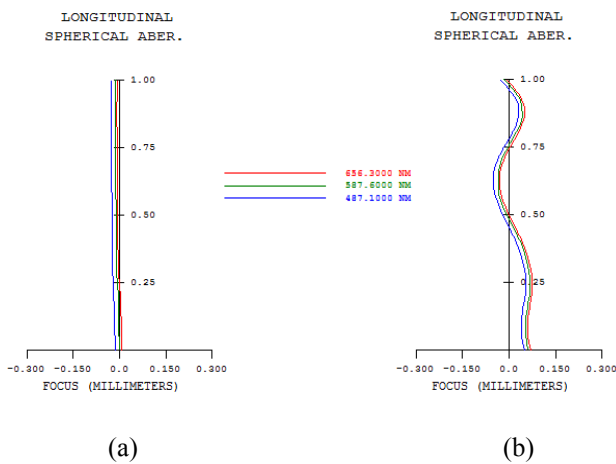 LONGITUDINAL
SPHERICAL ABER.
1.00
0.75
0.50
0.25
-0.300 -0.150 0.0 0.150 0.300
FOCUS (MILLIMETERS)
(a)
656.3000 NM
587.6000 NM
487.1000 NM
LONGITUDINAL
SPHERICAL ABER.
1.00
0.75
0.50
0.25
-0.300 -0.150 0.0 0.150 0.300
FOCUS (MILLIMETERS)
(b)